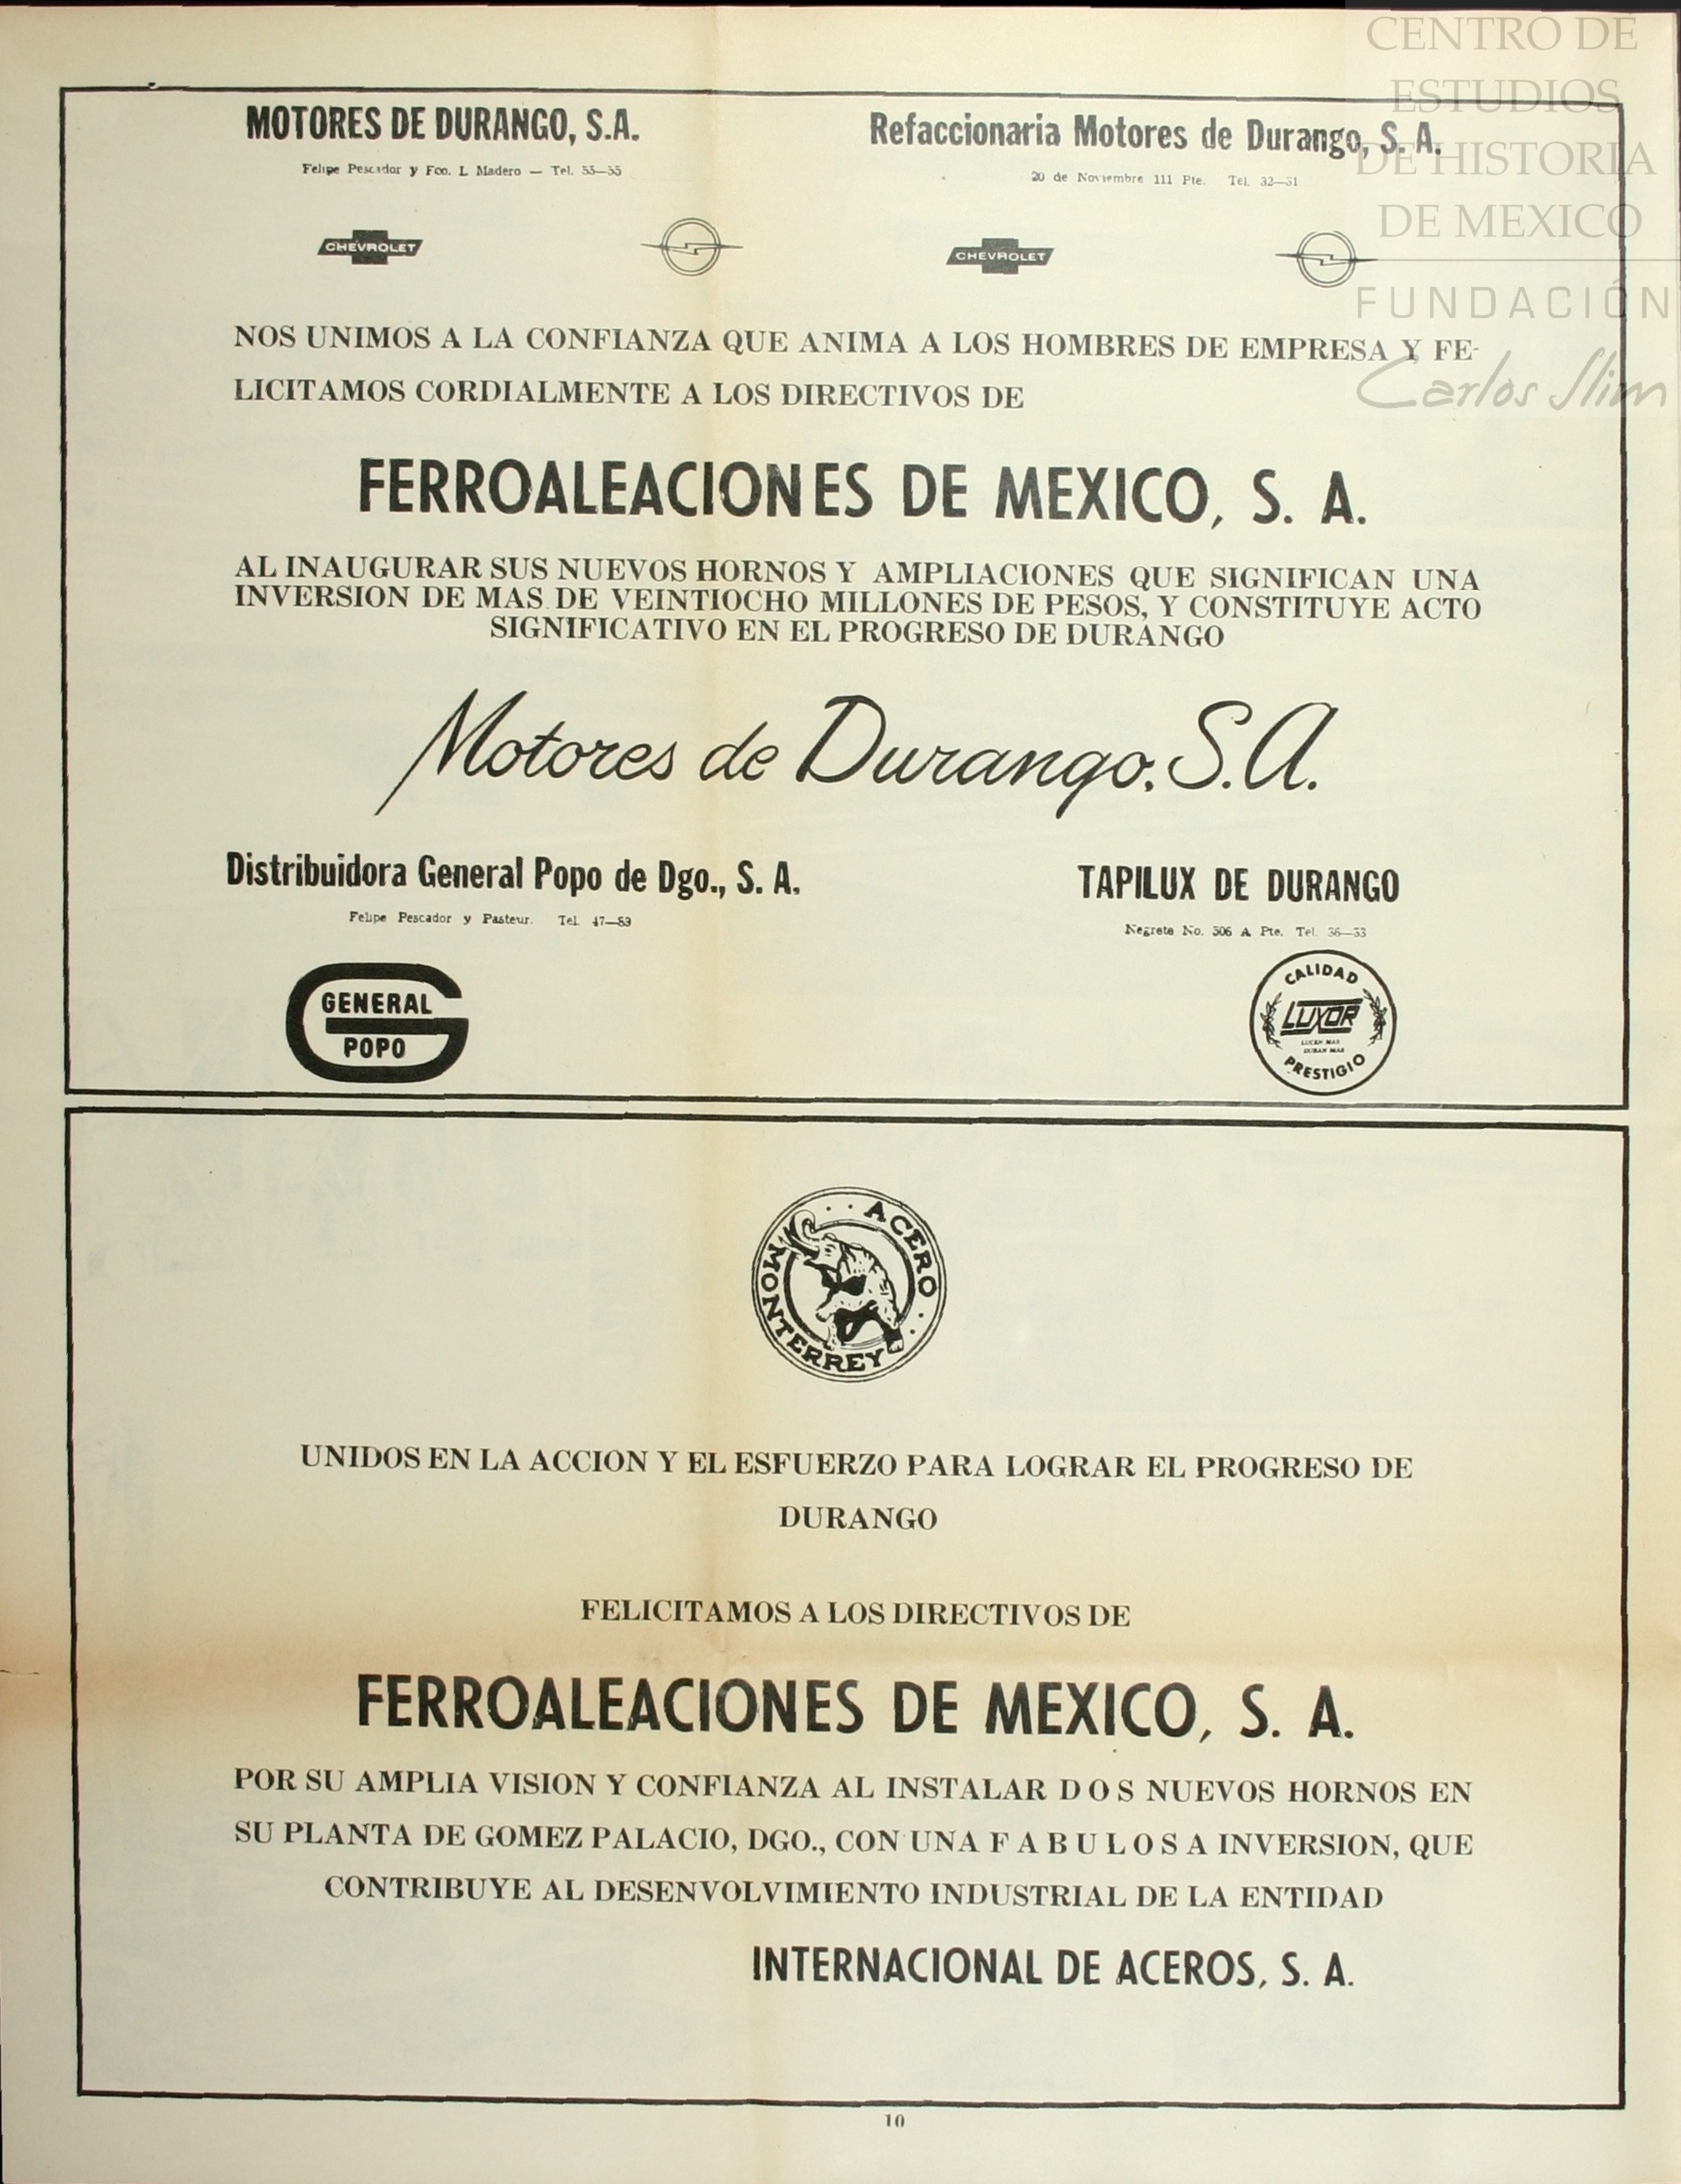 CENTRO DE
ESTUDIOS
DE HISTORIA
DE MEXICO
FUNDACIÓN
Carlos Slim
MOTORES DE DURANGO, S.A.
Felipe Pescador y Fco. I. Madero — Tel. 55—55
Refaccionaria Motores de Durango, S. A.
20 de Noviembre 111 Pte. Tel. 32—31
CHEVROLET
CHEVROLET
NOS UNIMOS A LA CONFIANZA QUE ANIMA A LOS HOMBRES DE EMPRESA Y FE-
LICITAMOS CORDIALMENTE A LOS DIRECTIVOS DE
FERROALEACIONES DE MEXICO, S. A.
AL INAUGURAR SUS NUEVOS HORNOS Y AMPLIACIONES QUE SIGNIFICAN UNA
INVERSION DE MAS DE VEINTIOCHO MILLONES DE PESOS, Y CONSTITUYE ACTO
SIGNIFICATIVO EN EL PROGRESO DE DURANGO
Motores de Durango, S.A.
Distribuidora General Popo de Dgo., S. A.
Felipe Pescador y Pasteur. Tel. 47—89
GENERAL
POPO
TAPILUX DE DURANGO
Negrete No. 306 A Pte. Tel. 36—33
CALIDAD
LUXOR
LUCEN MAS
DURAN MAS
PRESTIGIO
ACERO
MONTERREY
UNIDOS EN LA ACCION Y EL ESFUERZO PARA LOGRAR EL PROGRESO DE
DURANGO
FELICITAMOS A LOS DIRECTIVOS DE
FERROALEACIONES DE MEXICO, S. A.
POR SU AMPLIA VISION Y CONFIANZA AL INSTALAR D O S NUEVOS HORNOS EN
SU PLANTA DE GOMEZ PALACIO, DGO., CON UNA F A B U L O S A INVERSION, QUE
CONTRIBUYE AL DESENVOLVIMIENTO INDUSTRIAL DE LA ENTIDAD
INTERNACIONAL DE ACEROS, S. A.
10